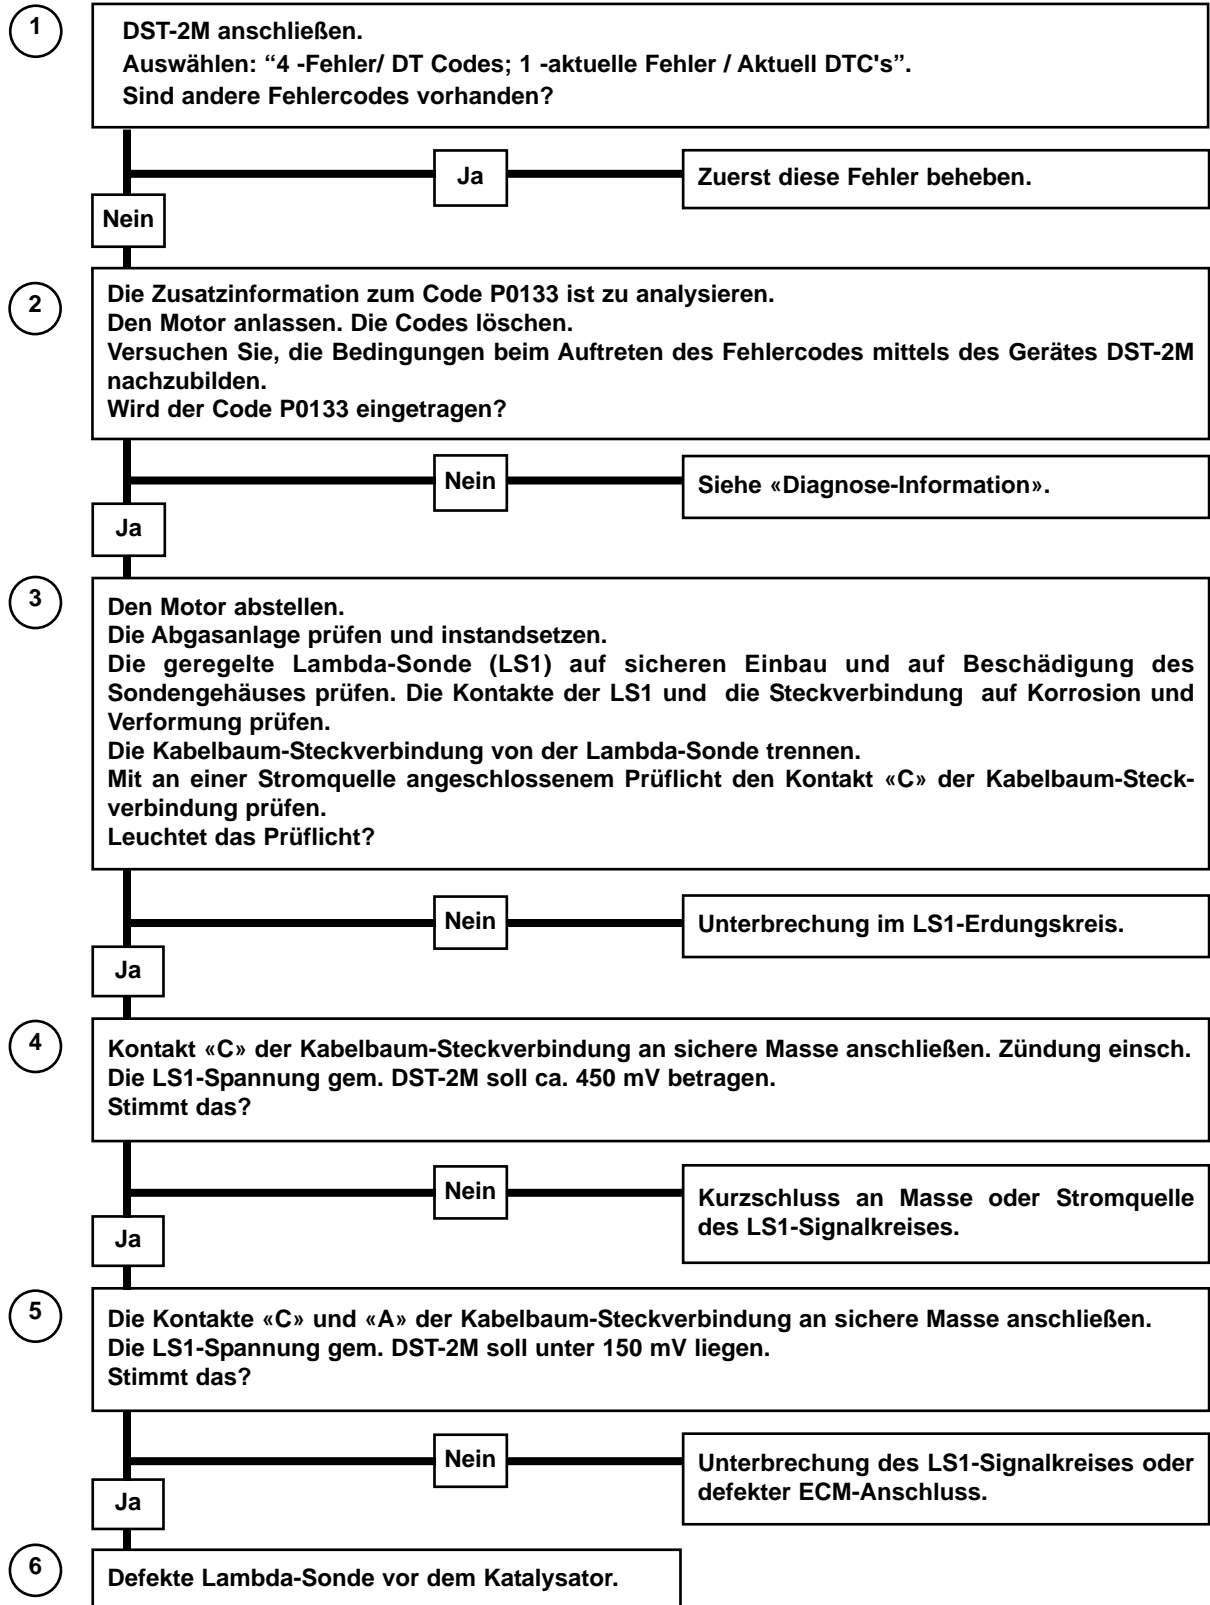 1
DST-2M anschließen.
Auswählen: “4 -Fehler/ DT Codes; 1 -aktuelle Fehler / Aktuell DTC's”.
Sind andere Fehlercodes vorhanden?
Ja
Zuerst diese Fehler beheben.
Nein
2
Die Zusatzinformation zum Code P0133 ist zu analysieren.
Den Motor anlassen. Die Codes löschen.
Versuchen Sie, die Bedingungen beim Auftreten des Fehlercodes mittels des Gerätes DST-2M
nachzubilden.
Wird der Code P0133 eingetragen?
Nein
Siehe «Diagnose-Information».
Ja
3
Den Motor abstellen.
Die Abgasanlage prüfen und instandsetzen.
Die geregelte Lambda-Sonde (LS1) auf sicheren Einbau und auf Beschädigung des
Sondengehäuses prüfen. Die Kontakte der LS1 und die Steckverbindung auf Korrosion und
Verformung prüfen.
Die Kabelbaum-Steckverbindung von der Lambda-Sonde trennen.
Mit an einer Stromquelle angeschlossenem Prüflicht den Kontakt «C» der Kabelbaum-Steck-
verbindung prüfen.
Leuchtet das Prüflicht?
Nein
Unterbrechung im LS1-Erdungskreis.
Ja
4
Kontakt «C» der Kabelbaum-Steckverbindung an sichere Masse anschließen. Zündung einsch.
Die LS1-Spannung gem. DST-2M soll ca. 450 mV betragen.
Stimmt das?
Nein
Kurzschluss an Masse oder Stromquelle
des LS1-Signalkreises.
Ja
5
Die Kontakte «C» und «A» der Kabelbaum-Steckverbindung an sichere Masse anschließen.
Die LS1-Spannung gem. DST-2M soll unter 150 mV liegen.
Stimmt das?
Nein
Unterbrechung des LS1-Signalkreises oder
defekter ECM-Anschluss.
Ja
6
Defekte Lambda-Sonde vor dem Katalysator.